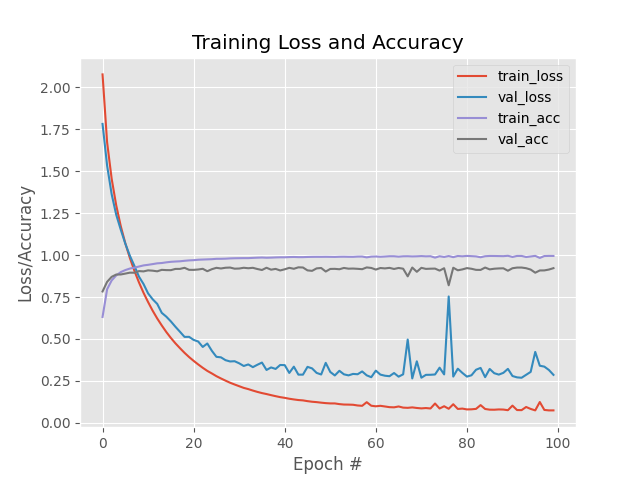 Training Loss and Accuracy
train_loss
val_loss
train_acc
val_acc
2.00
1.75
1.50
1.25
1.00
0.75
0.50
0.25
0.00
Loss/Accuracy
0
20
40
60
80
100
Epoch #